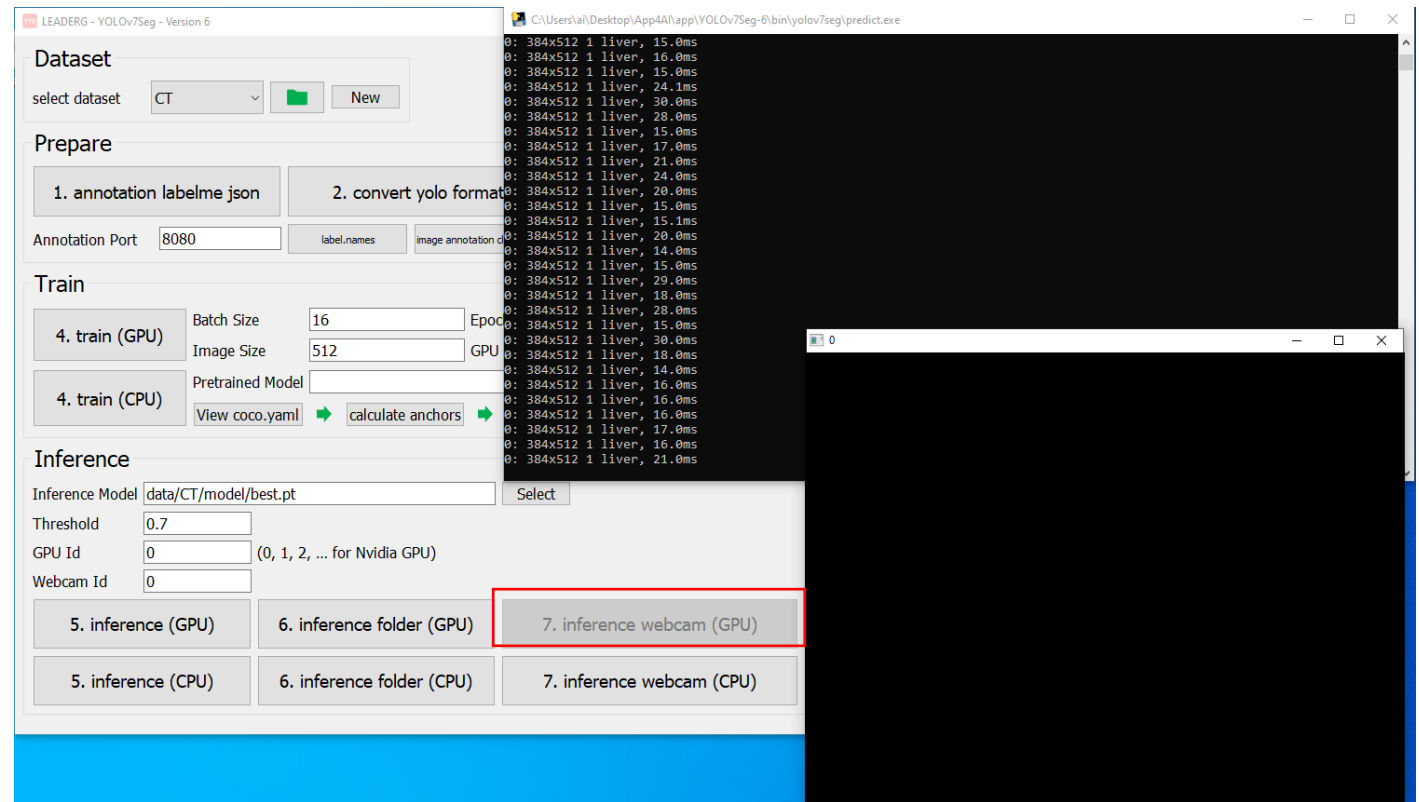 LEADERG - YOLOv7Seg - Version 6
Dataset
select dataset CT New
Prepare
1. annotation labelme json 2. convert yolo format
Annotation Port 8080 label.names image annotation
Train
4. train (GPU) Batch Size 16
Image Size 512 GPU
4. train (CPU) Pretrained Model
View coco.yaml calculate anchors
Inference
Inference Model data/CT/model/best.pt Select
Threshold 0.7
GPU Id 0 (0, 1, 2, ... for Nvidia GPU)
Webcam Id 0
5. inference (GPU) 6. inference folder (GPU) 7. inference webcam (GPU)
5. inference (CPU) 6. inference folder (CPU) 7. inference webcam (CPU)
C:\Users\ai\Desktop\App4AI\app\YOLOv7Seg-6\bin\yolov7seg\predict.exe
0: 384x512 1 liver, 15.0ms
0: 384x512 1 liver, 16.0ms
0: 384x512 1 liver, 15.0ms
0: 384x512 1 liver, 24.1ms
0: 384x512 1 liver, 30.0ms
0: 384x512 1 liver, 28.0ms
0: 384x512 1 liver, 15.0ms
0: 384x512 1 liver, 17.0ms
0: 384x512 1 liver, 21.0ms
0: 384x512 1 liver, 24.0ms
0: 384x512 1 liver, 20.0ms
0: 384x512 1 liver, 15.0ms
0: 384x512 1 liver, 15.1ms
0: 384x512 1 liver, 20.0ms
0: 384x512 1 liver, 14.0ms
0: 384x512 1 liver, 15.0ms
0: 384x512 1 liver, 29.0ms
0: 384x512 1 liver, 18.0ms
0: 384x512 1 liver, 28.0ms
0: 384x512 1 liver, 15.0ms
0: 384x512 1 liver, 30.0ms
0: 384x512 1 liver, 18.0ms
0: 384x512 1 liver, 14.0ms
0: 384x512 1 liver, 16.0ms
0: 384x512 1 liver, 16.0ms
0: 384x512 1 liver, 16.0ms
0: 384x512 1 liver, 17.0ms
0: 384x512 1 liver, 16.0ms
0: 384x512 1 liver, 21.0ms
0